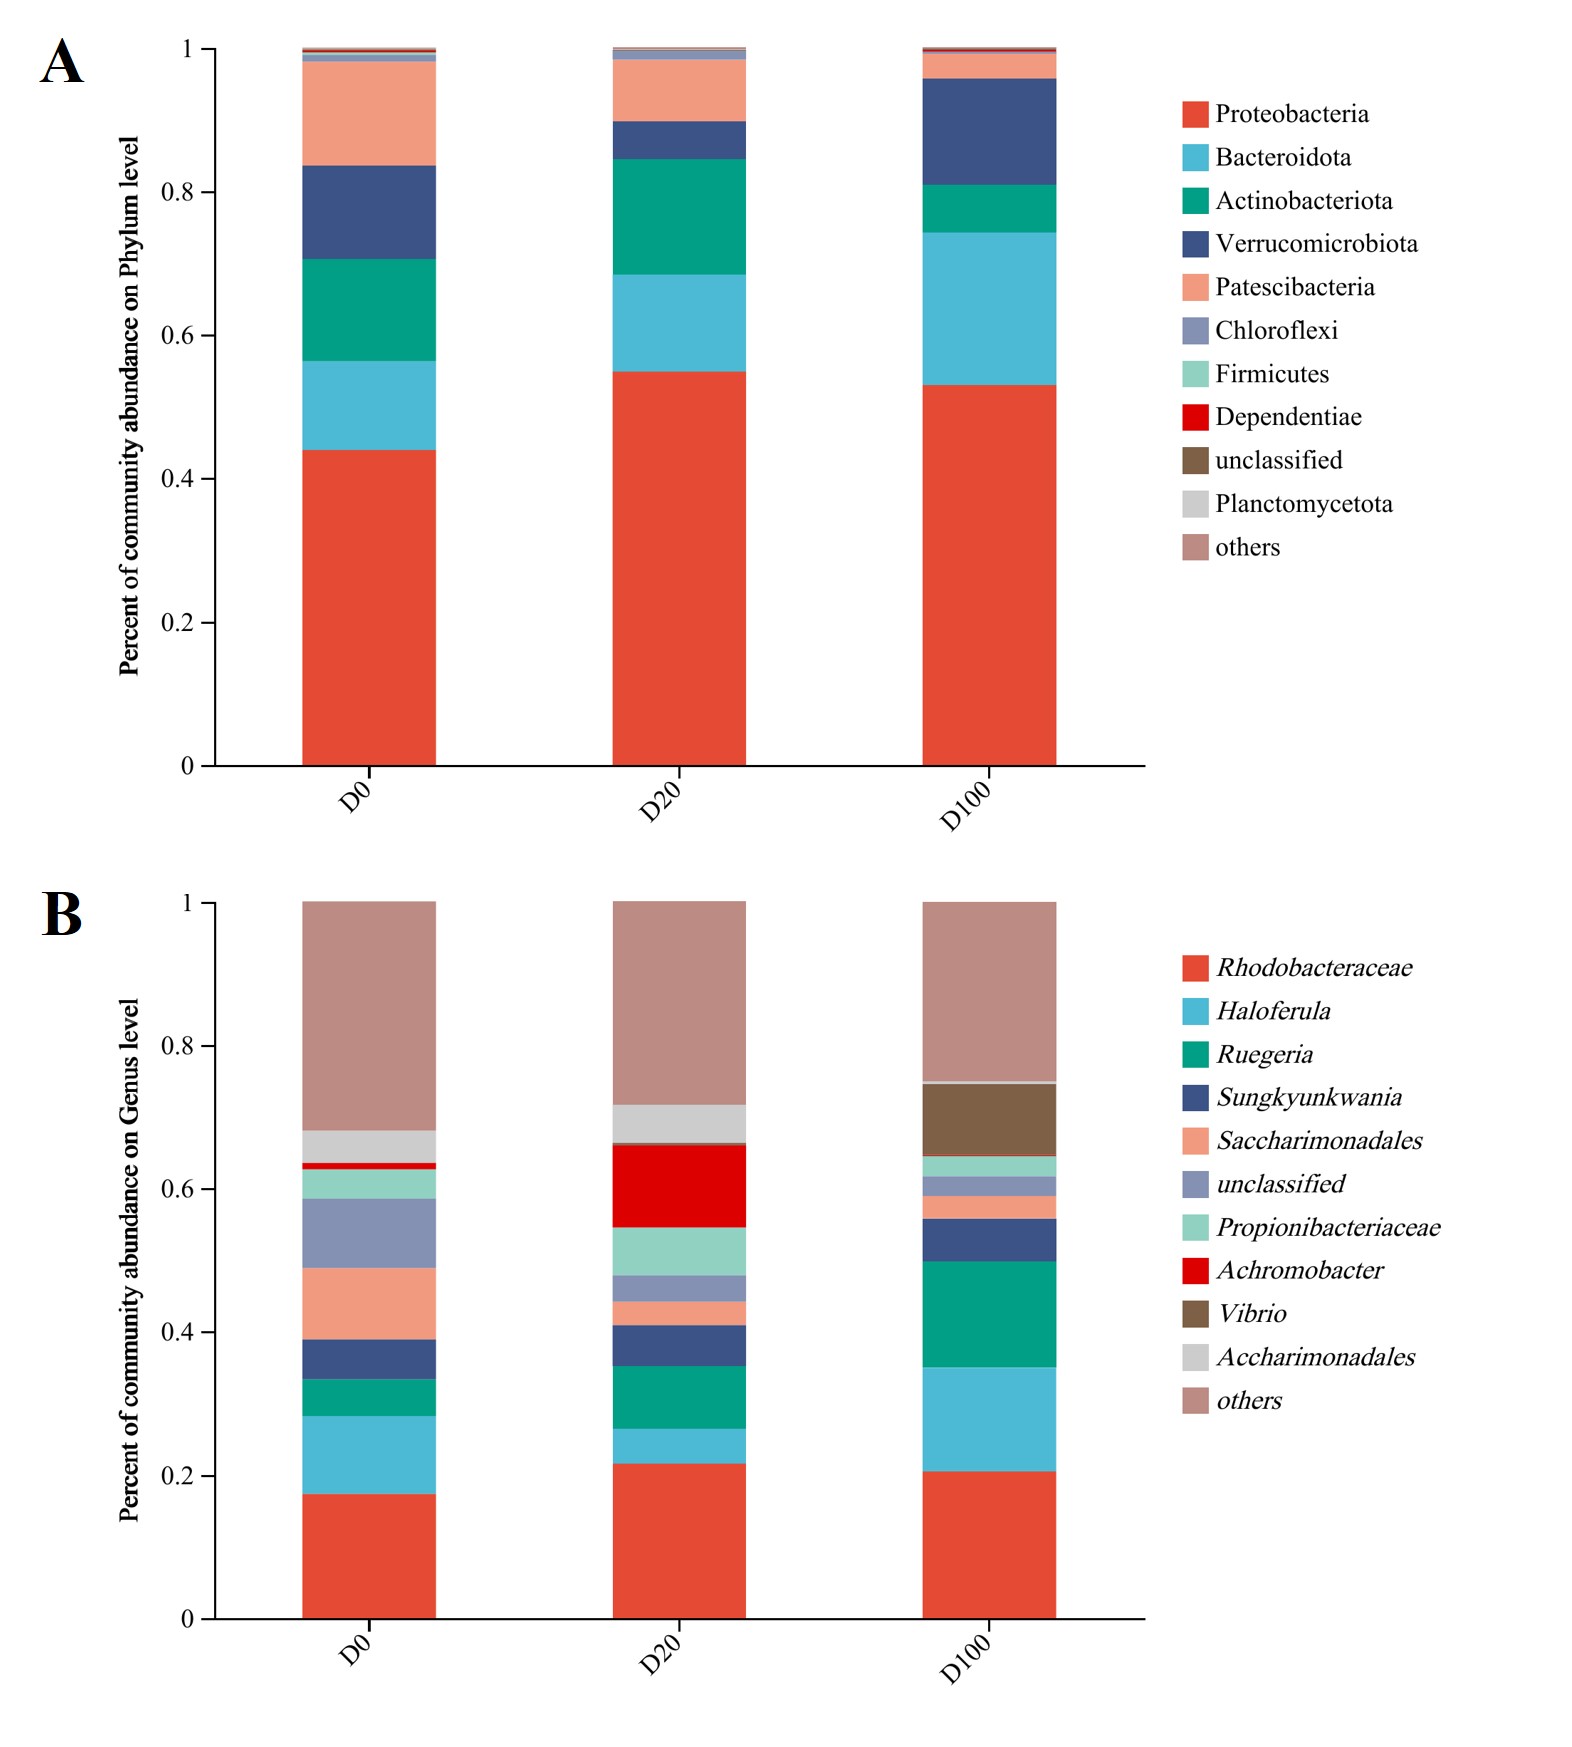 A
Percent of community abundance on Phylum level
1
0.8
0.6
0.4
0.2
0
D0
D20
D100
Proteobacteria
Bacteroidota
Actinobacteriota
Verrucomicrobiota
Patescibacteria
Chloroflexi
Firmicutes
Dependentiae
unclassified
Planctomycetota
others
B
Percent of community abundance on Genus level
1
0.8
0.6
0.4
0.2
0
D0
D20
D100
Rhodobacteraceae
Haloferula
Ruegeria
Sungkyunkwania
Saccharimonadales
unclassified
Propionibacteriaceae
Achromobacter
Vibrio
Accharimonadales
others